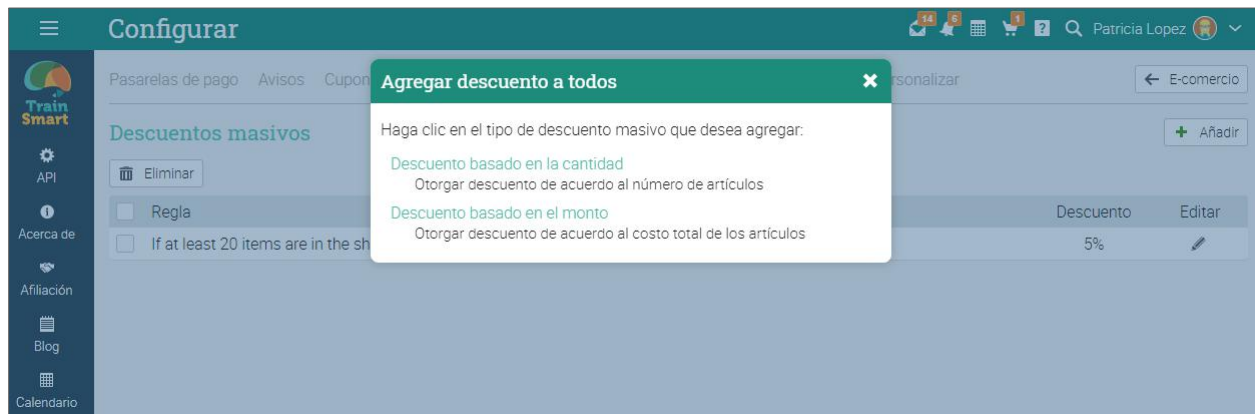 Configurar
14
6
1
?
Patricia Lopez
Train
Smart
API
Acerca de
Afiliación
Blog
Calendario
Pasarelas de pago Avisos Cupon
rsonalizar
E-comercio
Descuentos masivos
Añadir
Eliminar
Regla
Descuento Editar
If at least 20 items are in the sh
5%
Agregar descuento a todos
Haga clic en el tipo de descuento masivo que desea agregar:
Descuento basado en la cantidad
Otorgar descuento de acuerdo al número de artículos
Descuento basado en el monto
Otorgar descuento de acuerdo al costo total de los artículos